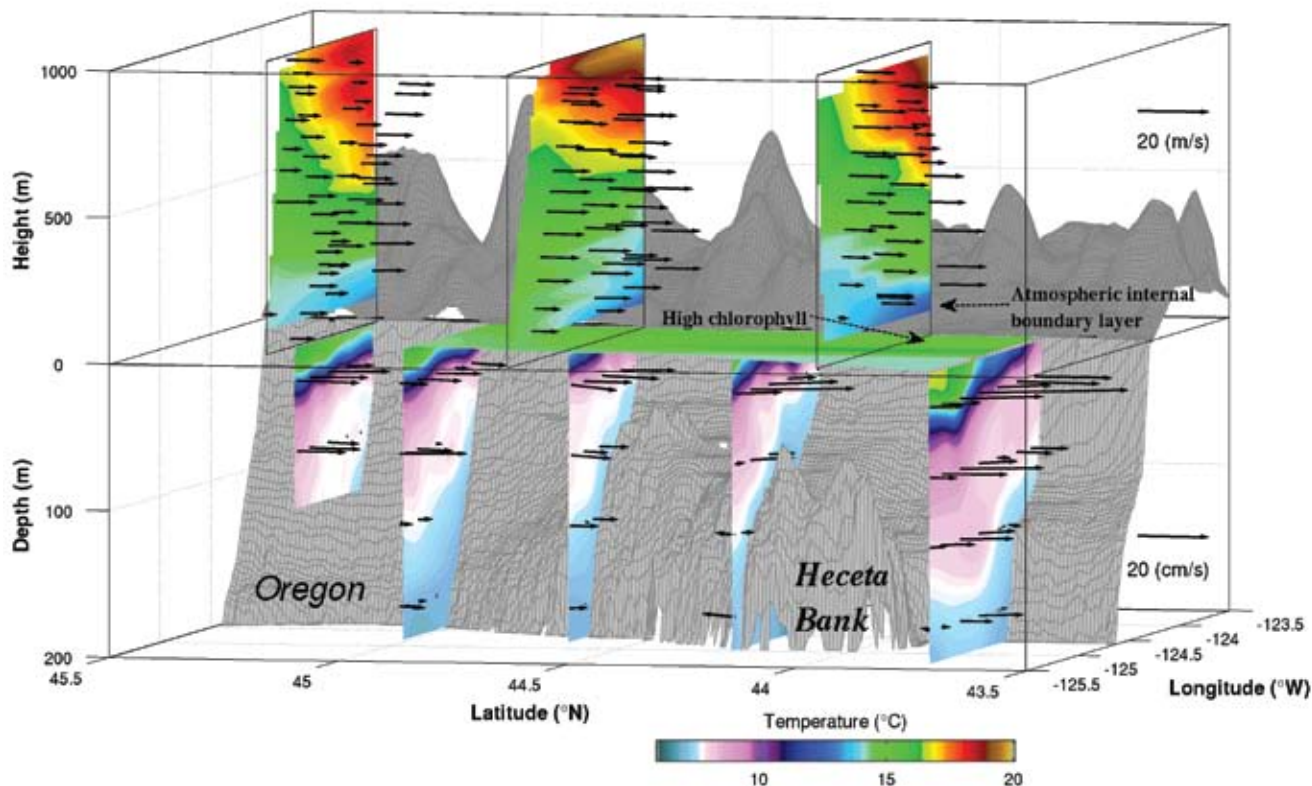 1000
500
0
100
200
Height (m)
Depth (m)
20 (m/s)
Atmospheric internal
boundary layer
High chlorophyll
20 (cm/s)
Oregon
Heceta
Bank
45.5
45
44.5
44
43.5
Latitude (°N)
-125.5
-125
-124.5
-124
-123.5
Longitude (°W)
Temperature (°C)
10
15
20